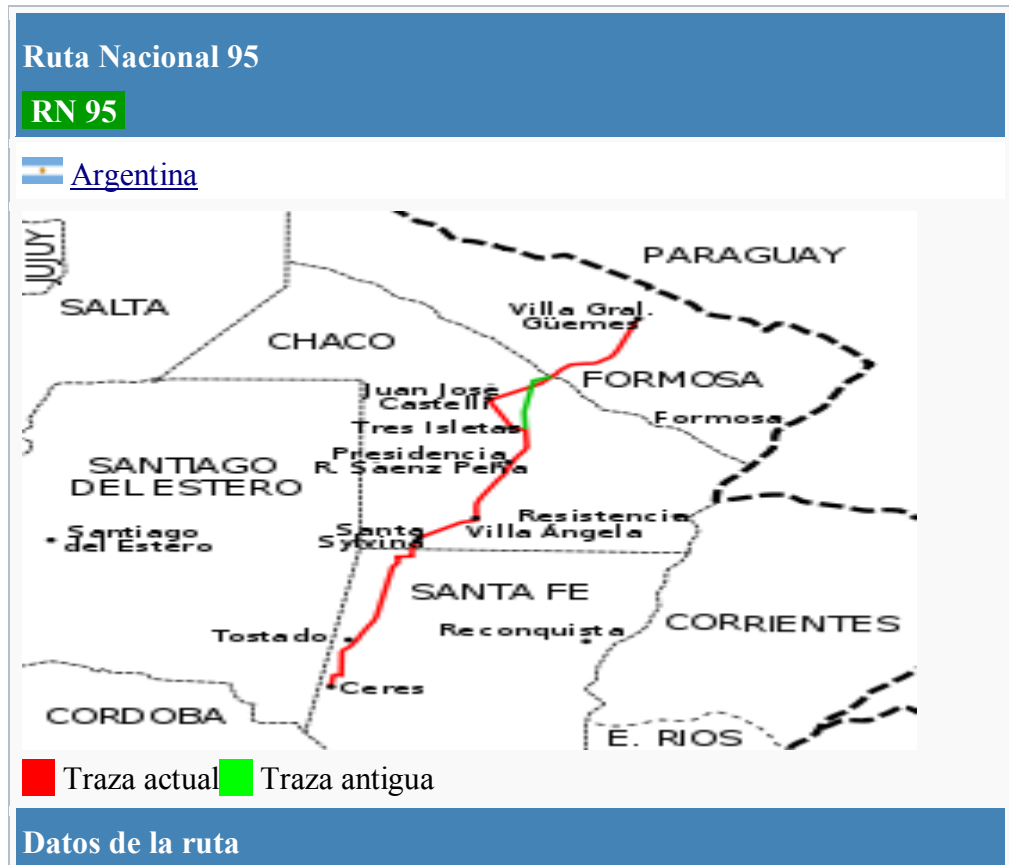 Ruta Nacional 95
RN 95
Argentina
JUJUY
PARAGUAY
SALTA
Villa Gral.
Güemes
CHACO
FORMOSA
Juan José
Castelli
Formosa
Tres Isletas
Presidencia
R. Sáenz Peña
SANTIAGO
DEL ESTERO
Resistencia
Villa Ángela
Santiago
del Estero
Santa
Sylvina
SANTA FE
CORRIENTES
Tostado
Reconquista
Ceres
CORDOBA
E. RIOS
Traza actual Traza antigua
Datos de la ruta